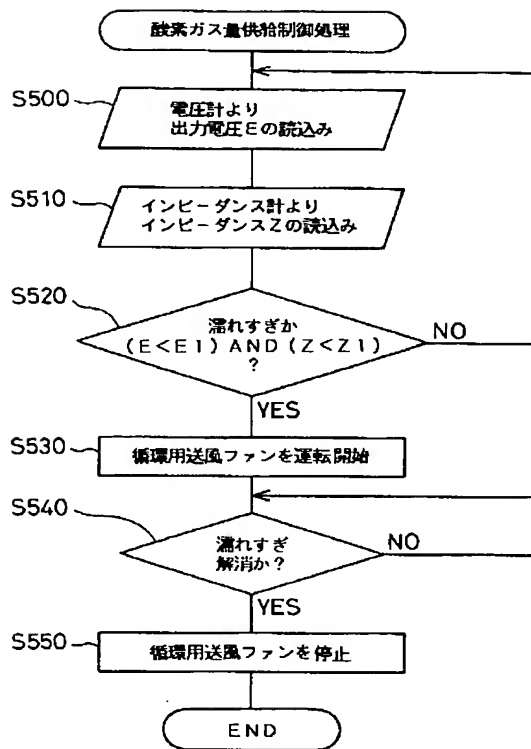 酸素ガス量供給制御処理
S500
電圧計より
出力電圧Eの読込み
S510
インピーダンス計より
インピーダンスZの読込み
S520
濡れすぎか
(E<E1) AND (Z<Z1)
?
NO
YES
S530
循環用送風ファンを運転開始
S540
濡れすぎ
解消か?
NO
YES
S550
循環用送風ファンを停止
END